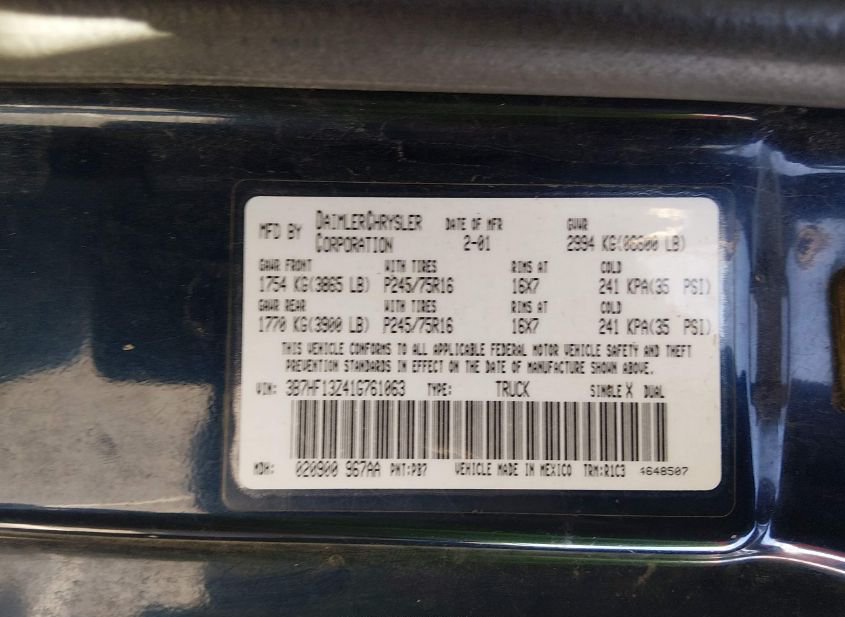 MFD BY DAIMLERCHRYSLER CORPORATION DATE OF MFR 2-01 GVWR 2994 KG(06600 LB)
GAWR FRONT WITH TIRES RIMS AT COLD
1754 KG(3865 LB) P245/75R16 16X7 241 KPA(35 PSI)
GAWR REAR WITH TIRES RIMS AT COLD
1770 KG(3900 LB) P245/75R16 16X7 241 KPA(35 PSI)
THIS VEHICLE CONFORMS TO ALL APPLICABLE FEDERAL MOTOR VEHICLE SAFETY AND THEFT
PREVENTION STANDARDS IN EFFECT ON THE DATE OF MANUFACTURE SHOWN ABOVE.
VIN: 3B7HF13Z41G761063 TYPE: TRUCK SINGLE X DUAL
MDH: 020900 967AA PNT:PB7 VEHICLE MADE IN MEXICO TRM:R1C3 4648507